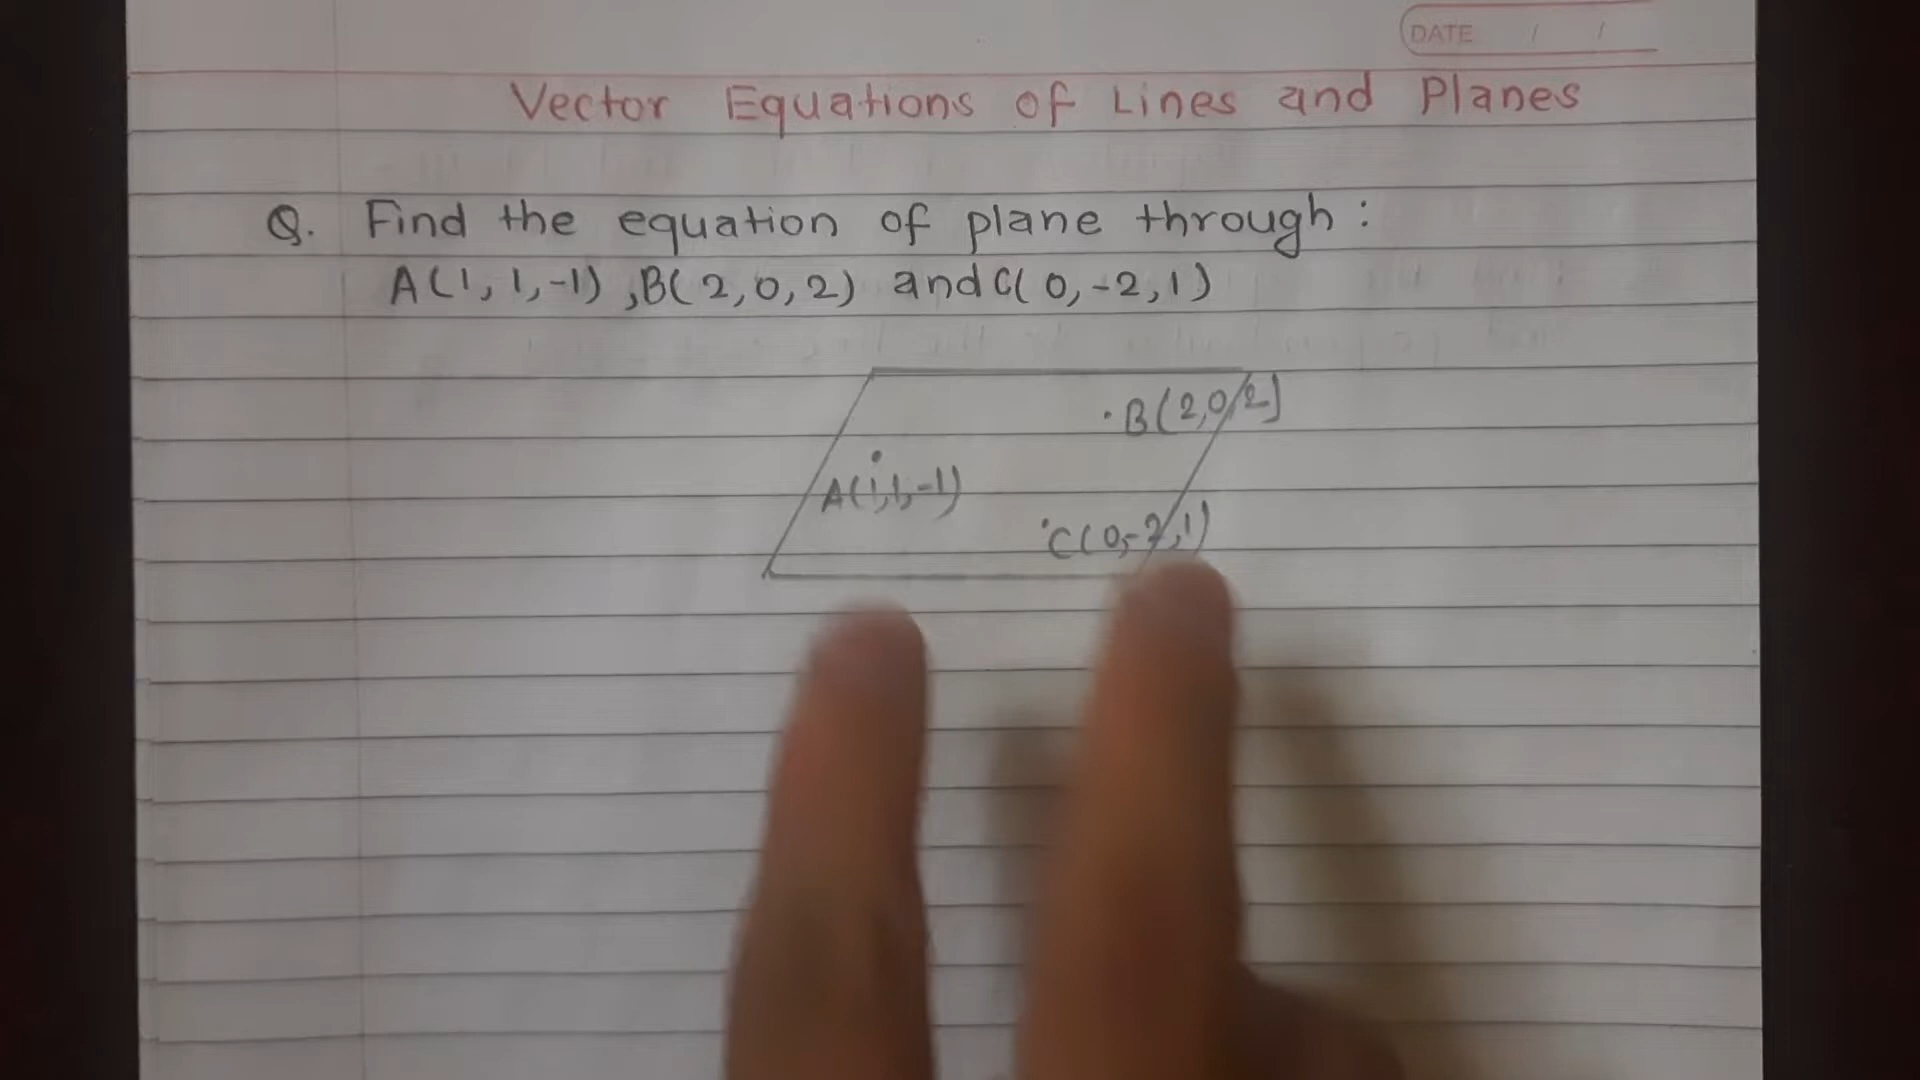 DATE / /
Vector Equations of Lines and Planes
Q. Find the equation of plane through:
A(1, 1, -1), B(2, 0, 2) and C(0, -2, 1)
. B(2,0,2)
A(1,1,-1)
C(0,-2,1)